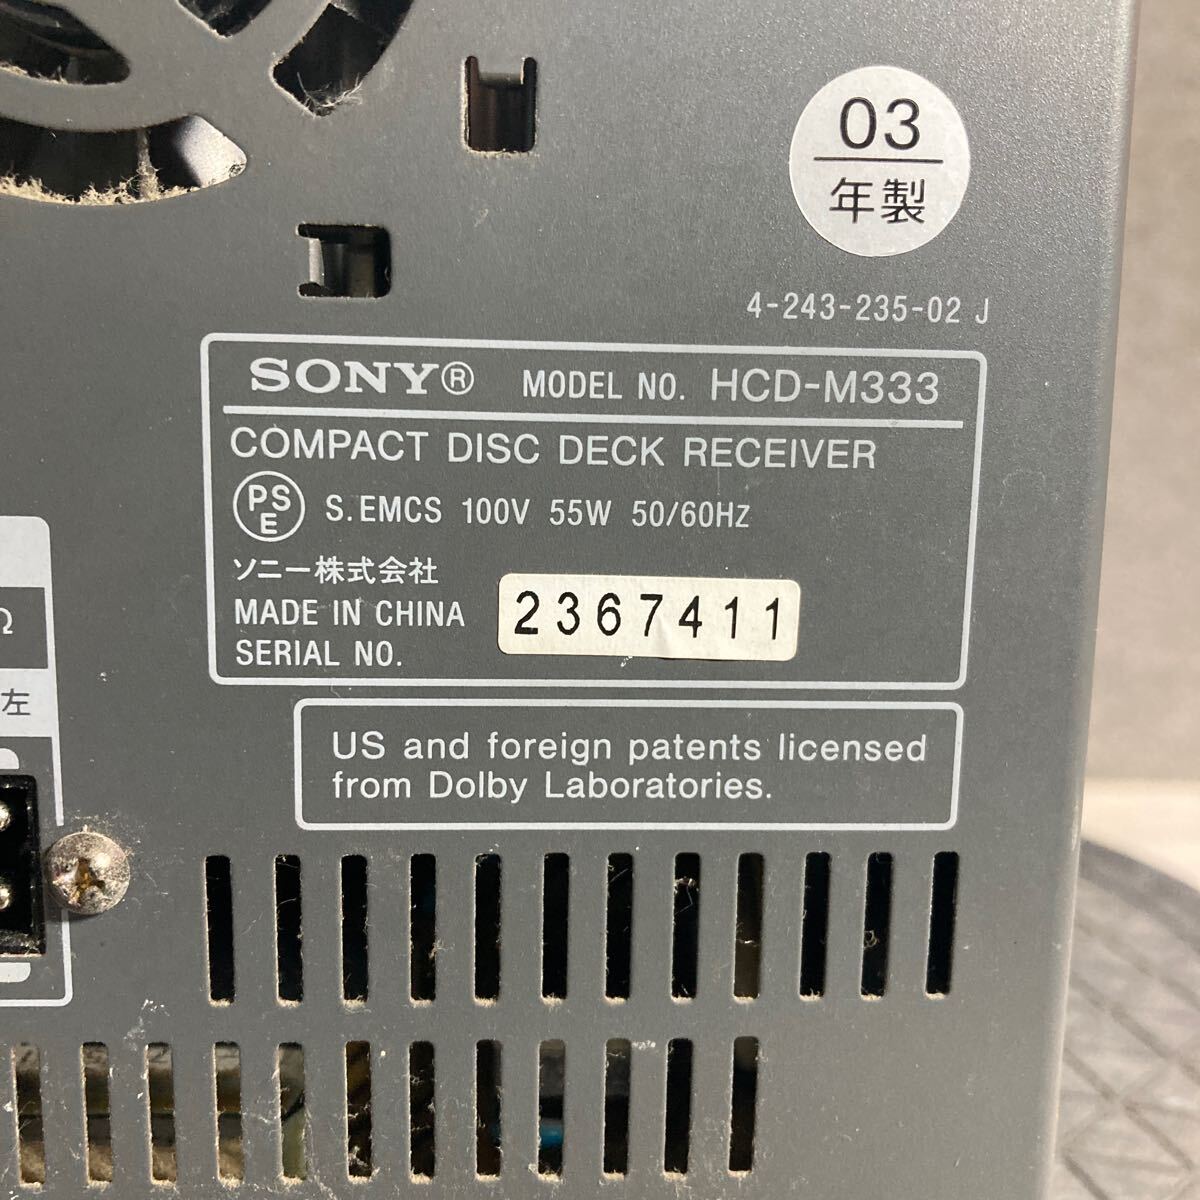 03
年製
4-243-235-02 J
SONY® MODEL NO. HCD-M333
COMPACT DISC DECK RECEIVER
PSE S.EMCS 100V 55W 50/60Hz
ソニー株式会社
MADE IN CHINA
SERIAL NO. 2367411
Ω
左
US and foreign patents licensed
from Dolby Laboratories.